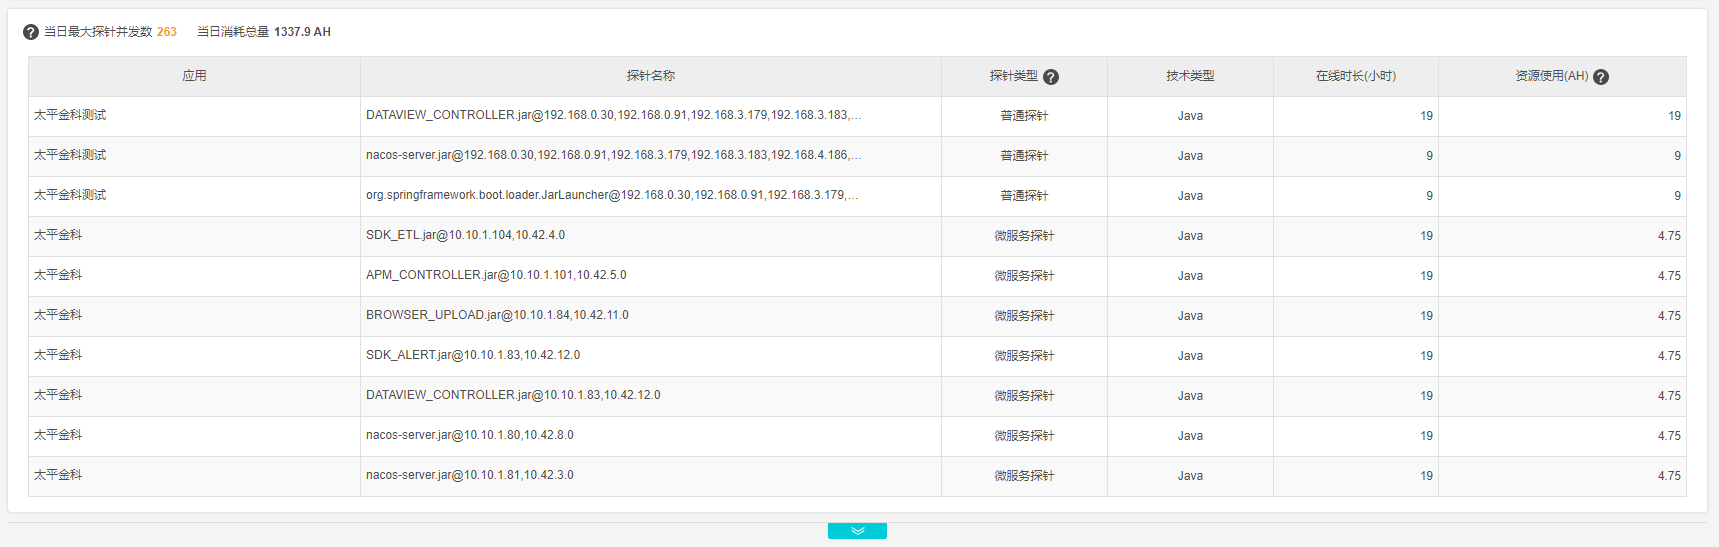 ? 当日最大探针并发数 263 当日消耗总量 1337.9 AH
应用 探针名称 探针类型 ? 技术类型 在线时长(小时) 资源使用(AH) ?
太平金科测试 DATAVIEW_CONTROLLER.jar@192.168.0.30,192.168.0.91,192.168.3.179,192.168.3.183,... 普通探针 Java 19 19
太平金科测试 nacos-server.jar@192.168.0.30,192.168.0.91,192.168.3.179,192.168.3.183,192.168.4.186,... 普通探针 Java 9 9
太平金科测试 org.springframework.boot.loader.JarLauncher@192.168.0.30,192.168.0.91,192.168.3.179,... 普通探针 Java 9 9
太平金科 SDK_ETL.jar@10.10.1.104,10.42.4.0 微服务探针 Java 19 4.75
太平金科 APM_CONTROLLER.jar@10.10.1.101,10.42.5.0 微服务探针 Java 19 4.75
太平金科 BROWSER_UPLOAD.jar@10.10.1.84,10.42.11.0 微服务探针 Java 19 4.75
太平金科 SDK_ALERT.jar@10.10.1.83,10.42.12.0 微服务探针 Java 19 4.75
太平金科 DATAVIEW_CONTROLLER.jar@10.10.1.83,10.42.12.0 微服务探针 Java 19 4.75
太平金科 nacos-server.jar@10.10.1.80,10.42.8.0 微服务探针 Java 19 4.75
太平金科 nacos-server.jar@10.10.1.81,10.42.3.0 微服务探针 Java 19 4.75